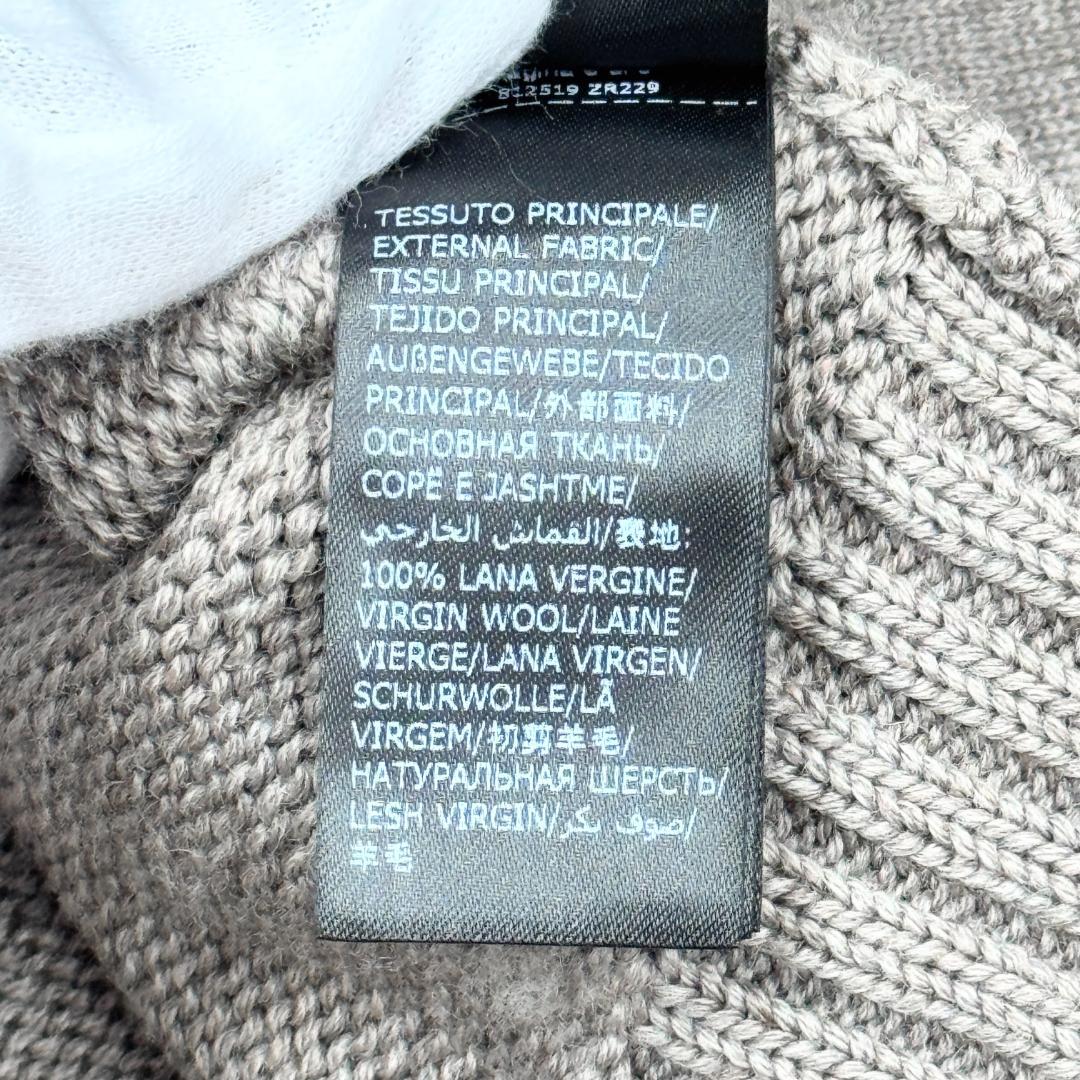 812519 ZR229
TESSUTO PRINCIPALE/
EXTERNAL FABRIC/
TISSU PRINCIPAL/
TEJIDO PRINCIPAL/
AUßENGEWEBE/TECIDO
PRINCIPAL/外部面料/
ОСНОВНАЯ ТКАНЬ/
COPË E JASHTME/
القماش الخارجي/表地:
100% LANA VERGINE/
VIRGIN WOOL/LAINE
VIERGE/LANA VIRGEN/
SCHURWOLLE/LÃ
VIRGEM/初剪羊毛/
НАТУРАЛЬНАЯ ШЕРСТЬ/
LESH VIRGIN/صوف بكر/
羊毛